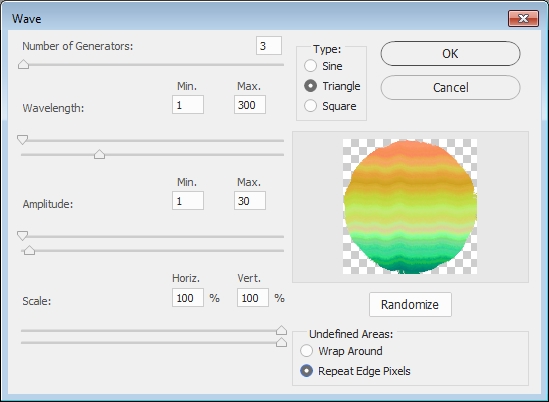 Wave
Number of Generators: 3
Min. Max.
Wavelength: 1 300
Min. Max.
Amplitude: 1 30
Horiz. Vert.
Scale: 100 % 100 %
Type:
Sine
Triangle
Square
OK
Cancel
Randomize
Undefined Areas:
Wrap Around
Repeat Edge Pixels